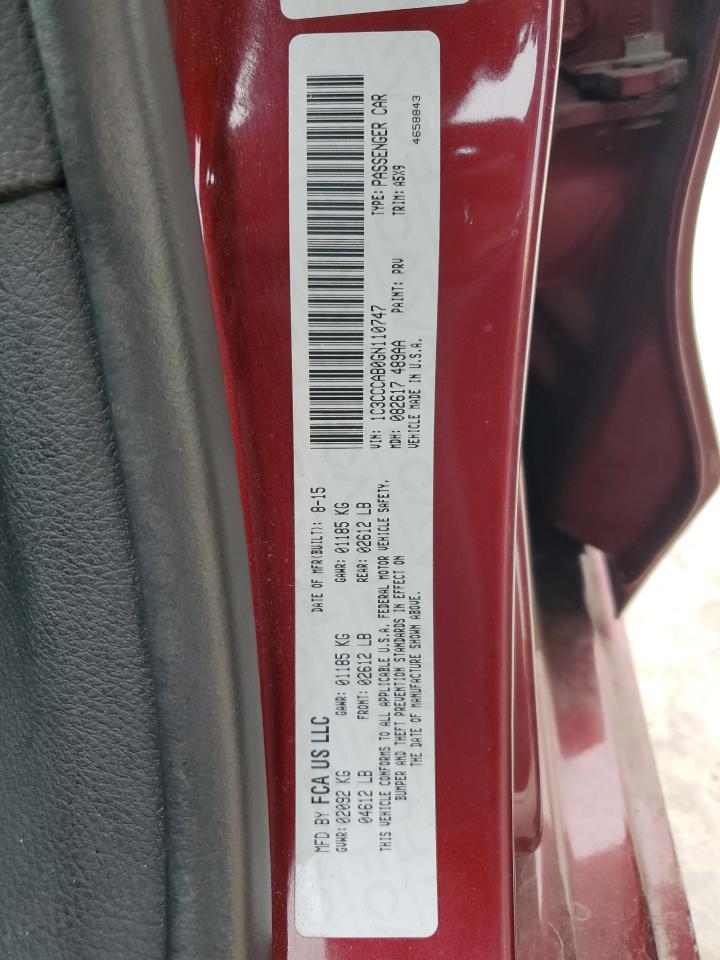 MFD BY FCA US LLC
DATE OF MFR(BUILT): 8-15
GVWR: 02092 KG
GAWR: 01185 KG
GAWR: 01185 KG
04612 LB
FRONT: 02612 LB
REAR: 02612 LB
THIS VEHICLE CONFORMS TO ALL APPLICABLE U.S.A. FEDERAL MOTOR VEHICLE SAFETY,
BUMPER AND THEFT PREVENTION STANDARDS IN EFFECT ON
THE DATE OF MANUFACTURE SHOWN ABOVE.
VIN: 1C3CCCAB0GN110747
TYPE: PASSENGER CAR
MDH: 082617 489AA
PAINT: PRV
TRIM: A5X9
VEHICLE MADE IN U.S.A.
4658843